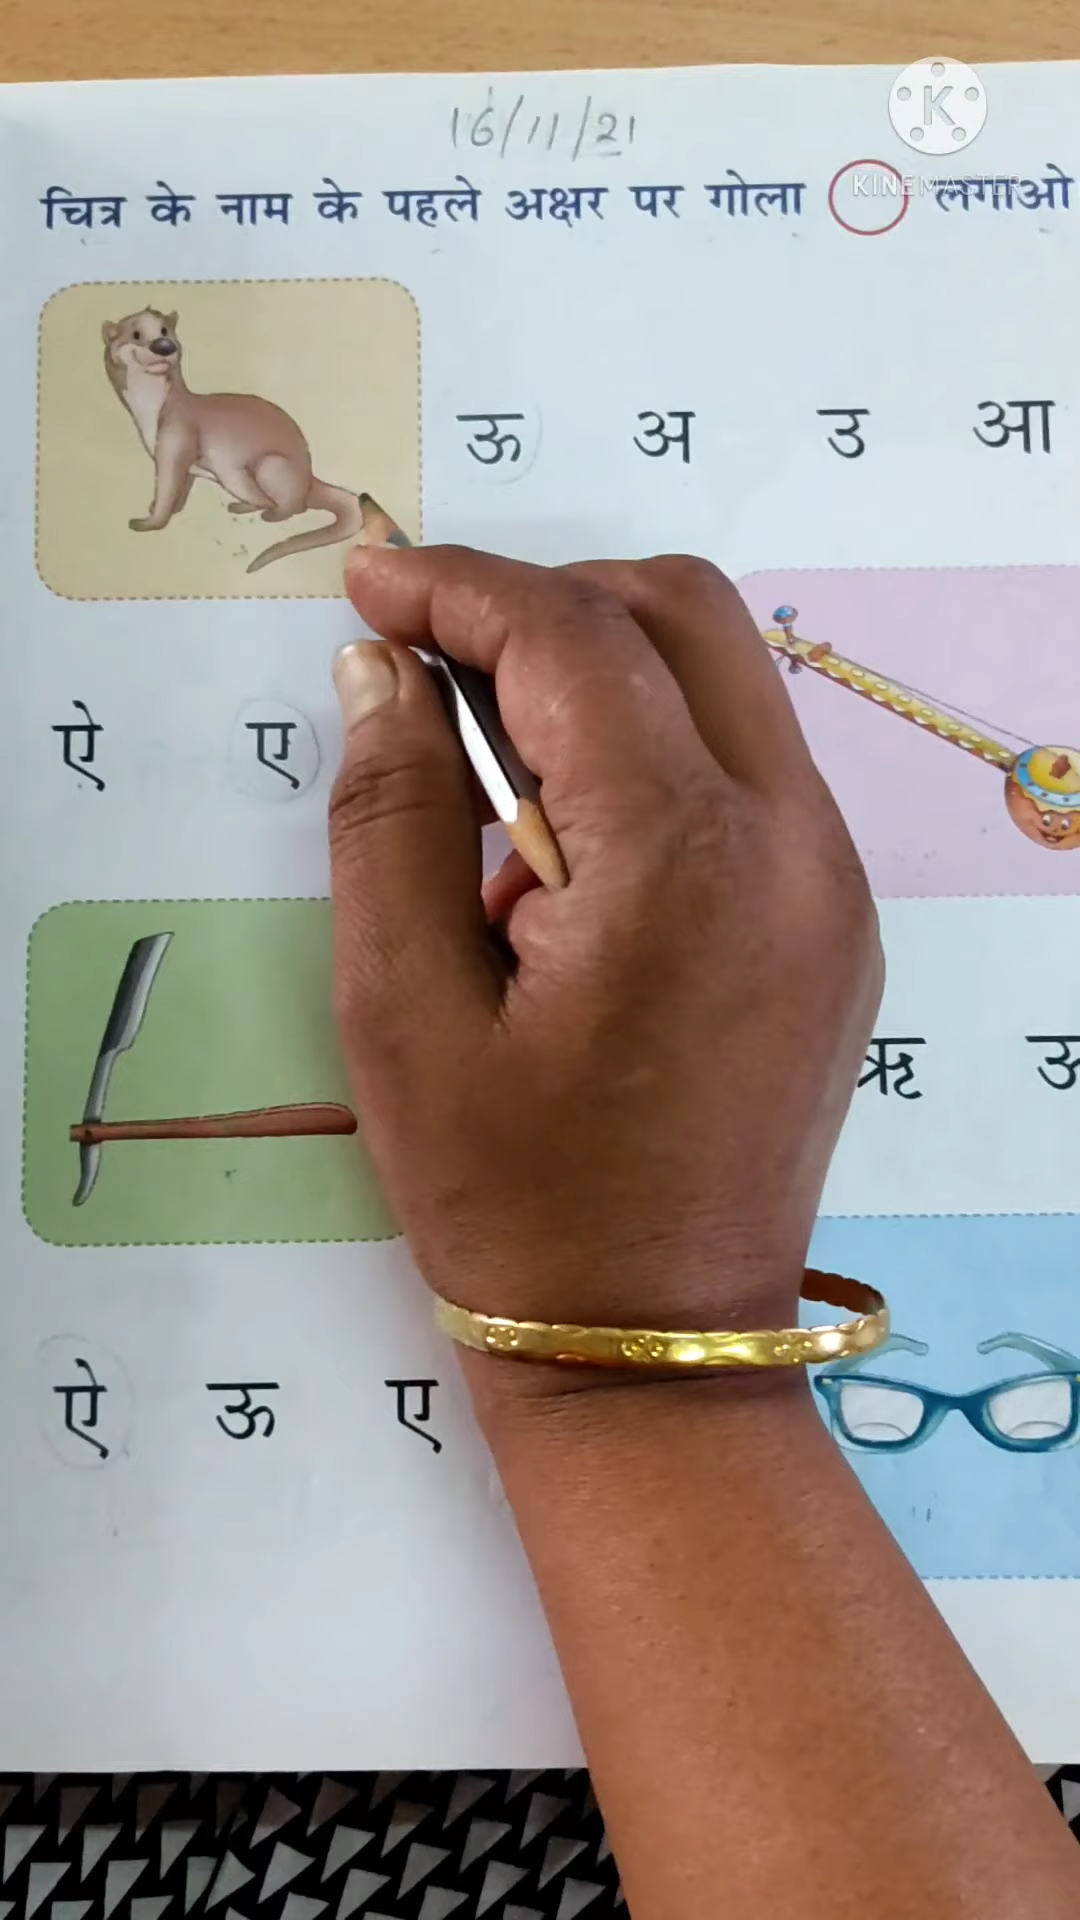 16/11/21
K
KINEMASTER
चित्र के नाम के पहले अक्षर पर गोला लगाओ
ऊ अ उ आ
ऐ ए
ऋ ऊ
ऐ ऊ ए